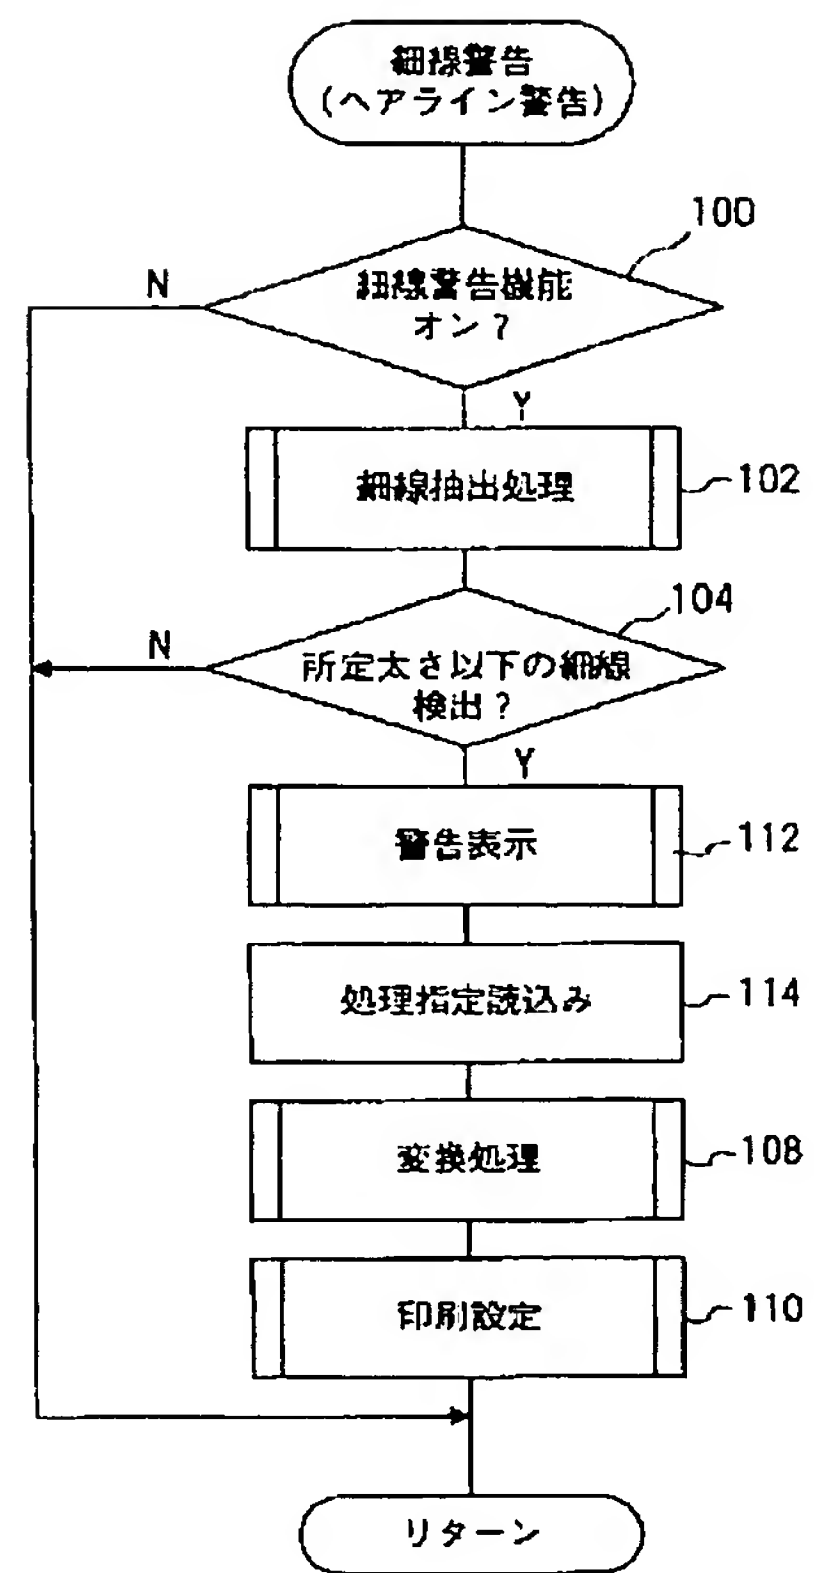 細線警告
(ヘアライン警告)
100
N
細線警告機能
オン？
Y
細線抽出処理
102
104
N
所定太さ以下の細線
検出？
Y
警告表示
112
処理指定読込み
114
変換処理
108
印刷設定
110
リターン